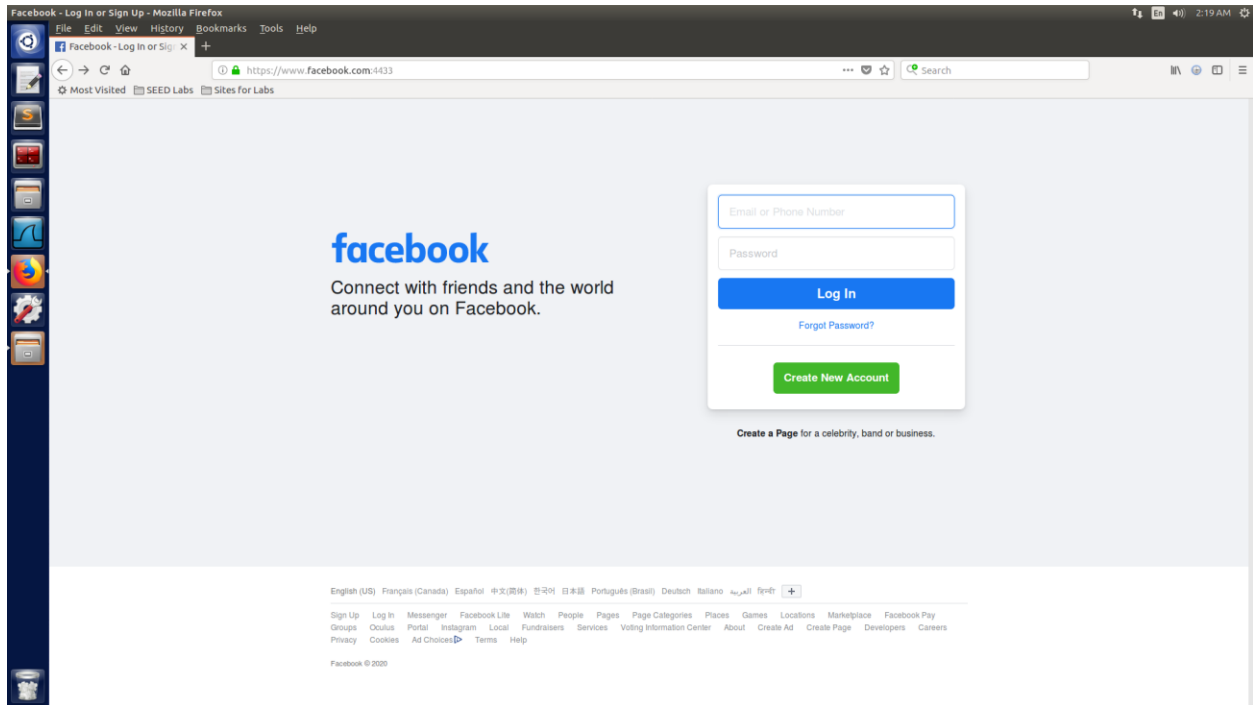 Facebook - Log In or Sign Up - Mozilla Firefox
En 2:19 AM
File Edit View History Bookmarks Tools Help
Facebook - Log In or Sig
https://www.facebook.com:4433
Search
Most Visited SEED Labs Sites for Labs
Email or Phone Number
facebook
Password
Connect with friends and the world
around you on Facebook.
Log In
Forgot Password?
Create New Account
Create a Page for a celebrity, band or business.
English (US) Français (Canada) Español 中文(简体) 한국어 日本語 Português (Brasil) Deutsch Italiano العربية हिन्दी
Sign Up Log In Messenger Facebook Lite Watch People Pages Page Categories Places Games Locations Marketplace Facebook Pay
Groups Oculus Portal Instagram Local Fundraisers Services Voting Information Center About Create Ad Create Page Developers Careers
Privacy Cookies Ad Choices Terms Help
Facebook © 2020